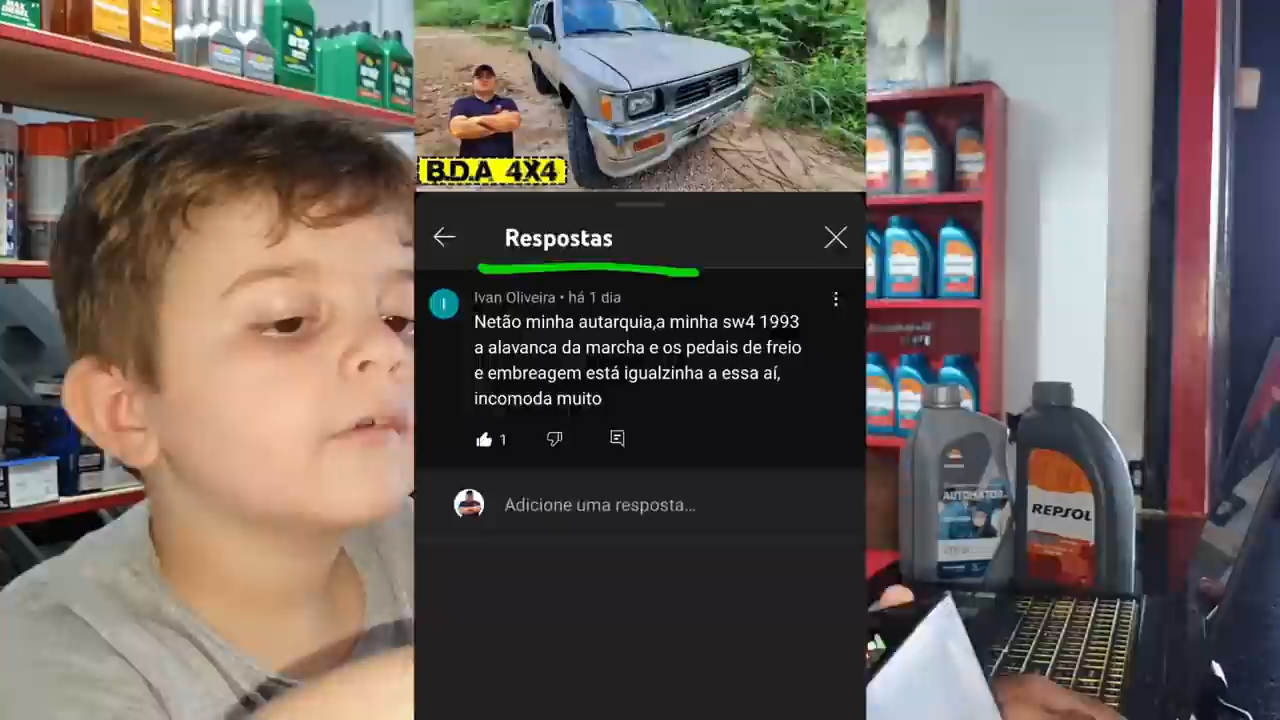 B.D.A 4X4
Respostas
Ivan Oliveira • há 1 dia
Netão minha autarquia,a minha sw4 1993
a alavanca da marcha e os pedais de freio
e embreagem está igualzinha a essa aí,
incomoda muito
1
Adicione uma resposta...
AUTOMATOR
REPSOL